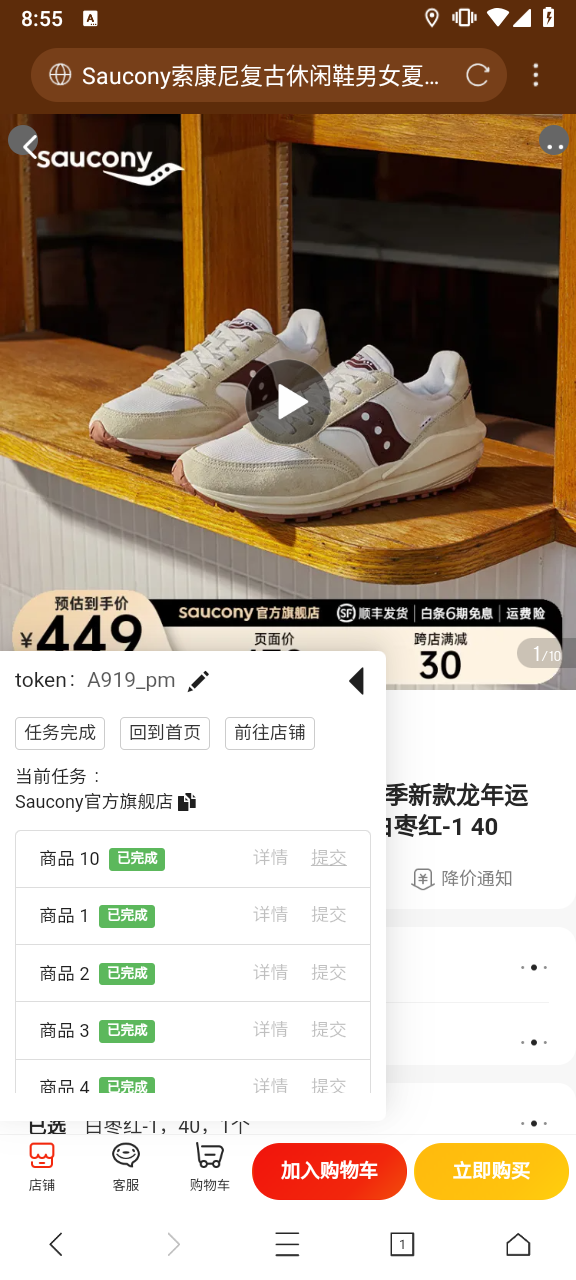 8:55 A
Saucony索康尼复古休闲鞋男女夏...
saucony
预估到手价
¥449
saucony 官方旗舰店 SF 顺丰发货 | 白条6期免息 | 运费险
页面价 跨店满减
30
1/10
token： A919_pm
任务完成 回到首页 前往店铺
当前任务：
Saucony官方旗舰店
季新款龙年运
白枣红-1 40
降价通知
商品 10 已完成 详情 提交
商品 1 已完成 详情 提交
商品 2 已完成 详情 提交
商品 3 已完成 详情 提交
商品 4 已完成 详情 提交
已选 白枣红-1，40，1个
店铺 客服 购物车 加入购物车 立即购买
1